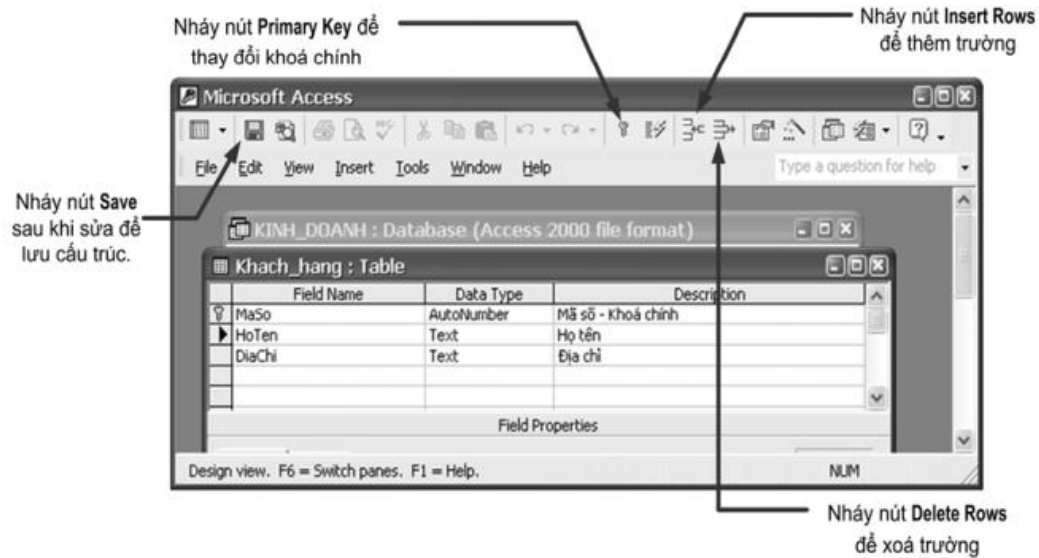 Nháy nút Primary Key để
thay đổi khoá chính
Nháy nút Insert Rows
để thêm trường
Microsoft Access
File Edit View Insert Tools Window Help
Type a question for help
Nháy nút Save
sau khi sửa để
lưu cấu trúc.
KINH_DOANH : Database (Access 2000 file format)
Khach_hang : Table
Field Name Data Type Description
MaSo AutoNumber Mã số - Khoá chính
HoTen Text Họ tên
DiaChi Text Địa chỉ
Field Properties
Design view. F6 = Switch panes. F1 = Help. NUM
Nháy nút Delete Rows
để xoá trường